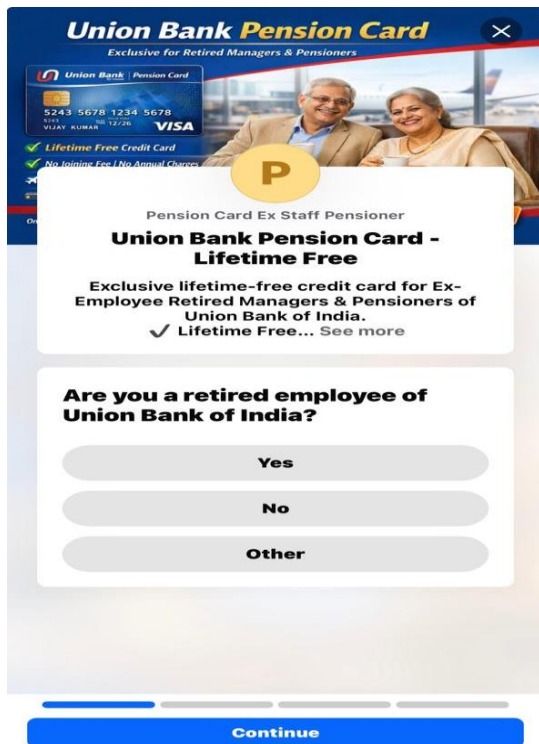 Union Bank Pension Card
Exclusive for Retired Managers & Pensioners
Union Bank | Pension Card
5243 5678 1234 5678
5243 12/26
VIJAY KUMAR VISA
Lifetime Free Credit Card
No Joining Fee | No Annual Charges
P
Pension Card Ex Staff Pensioner
Union Bank Pension Card -
Lifetime Free
Exclusive lifetime-free credit card for Ex-
Employee Retired Managers & Pensioners of
Union Bank of India.
✓ Lifetime Free... See more
Are you a retired employee of
Union Bank of India?
Yes
No
Other
Continue